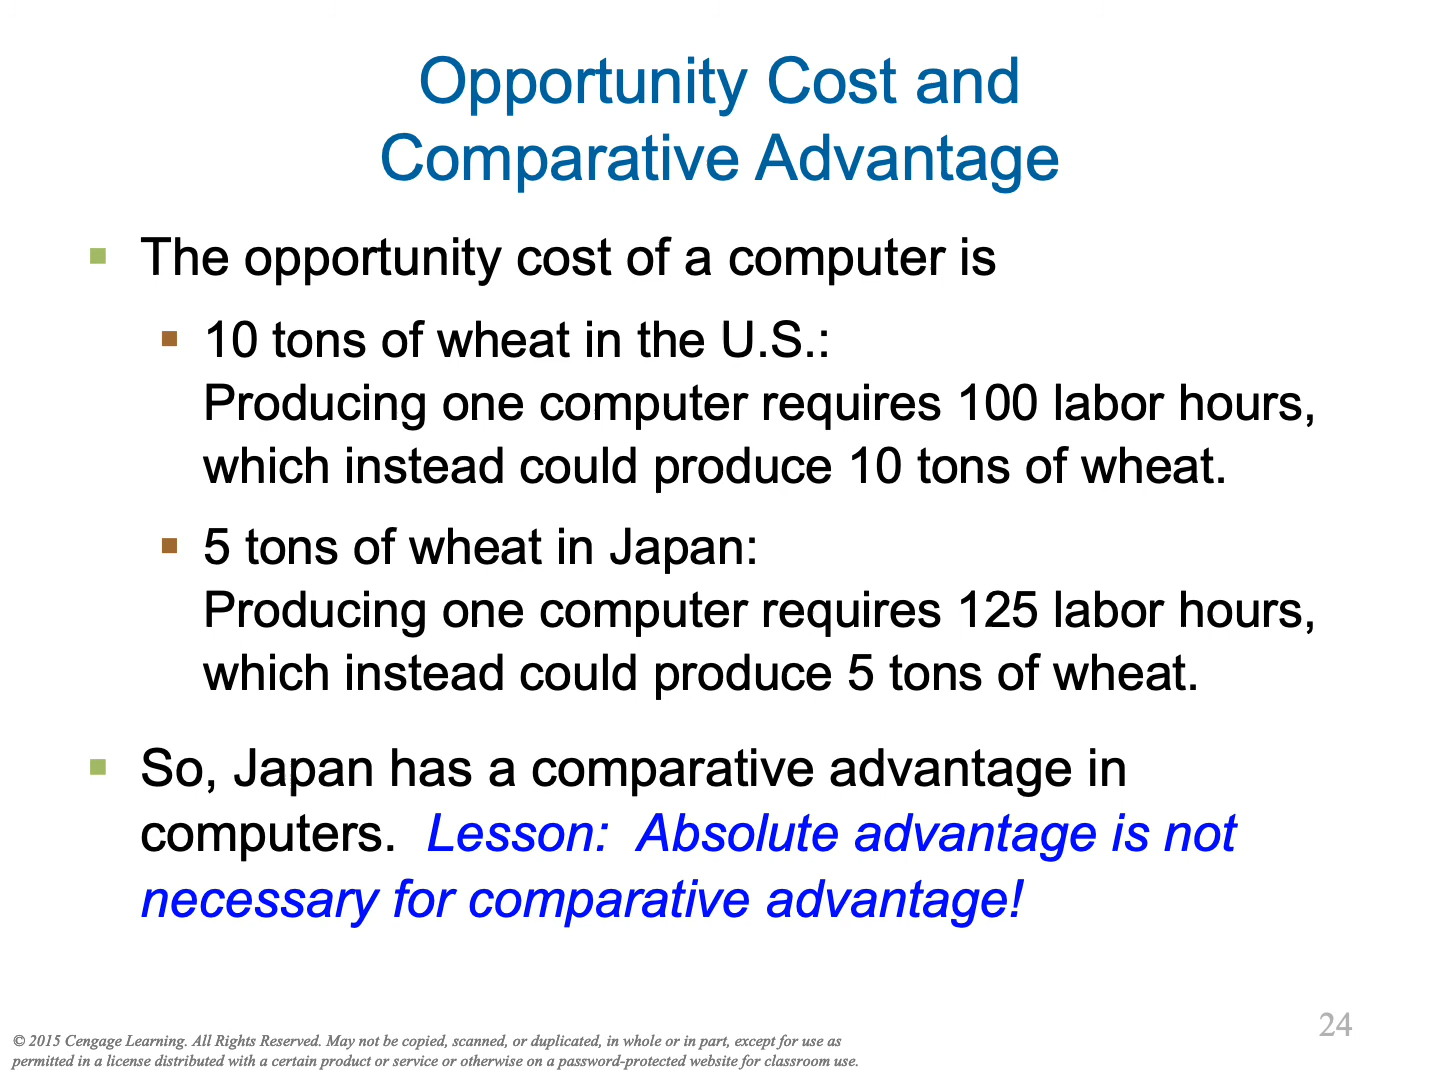 Opportunity Cost and
Comparative Advantage
The opportunity cost of a computer is
10 tons of wheat in the U.S.:
Producing one computer requires 100 labor hours,
which instead could produce 10 tons of wheat.
5 tons of wheat in Japan:
Producing one computer requires 125 labor hours,
which instead could produce 5 tons of wheat.
So, Japan has a comparative advantage in
computers.  Lesson:  Absolute advantage is not
necessary for comparative advantage!
24
© 2015 Cengage Learning. All Rights Reserved. May not be copied, scanned, or duplicated, in whole or in part, except for use as
permitted in a license distributed with a certain product or service or otherwise on a password-protected website for classroom use.